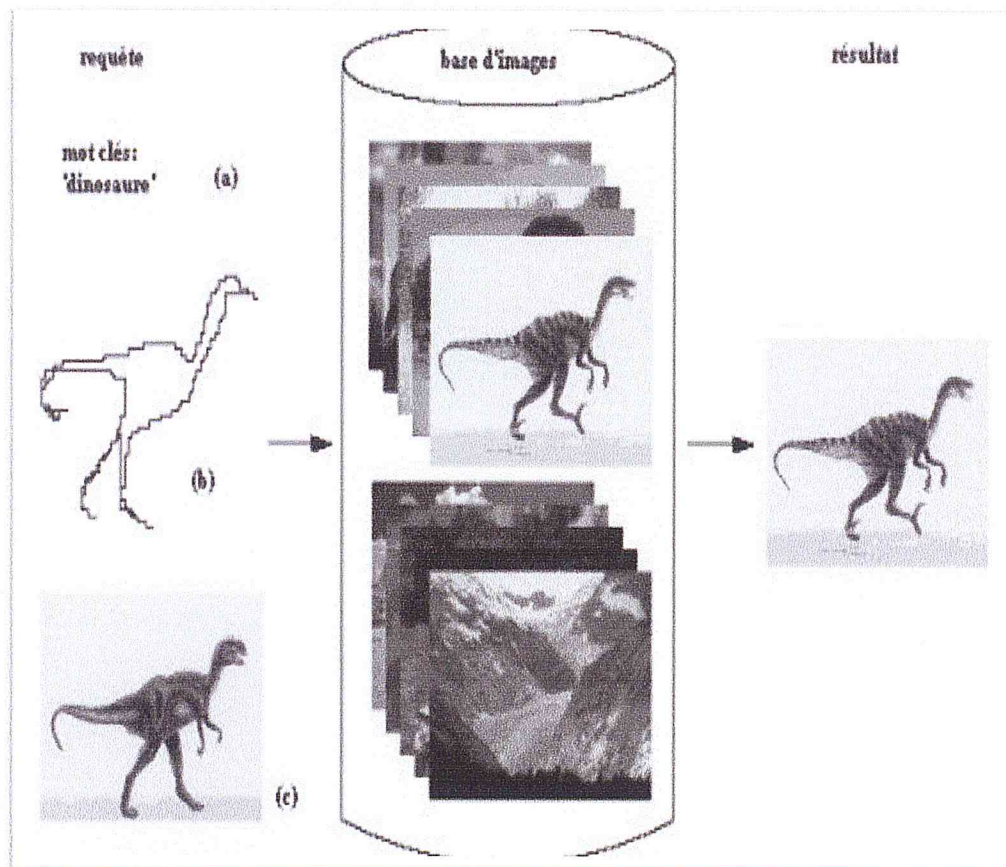 requête
base d'images
résultat
mot clés:
'dinosaure'
(a)
(b)
(c)